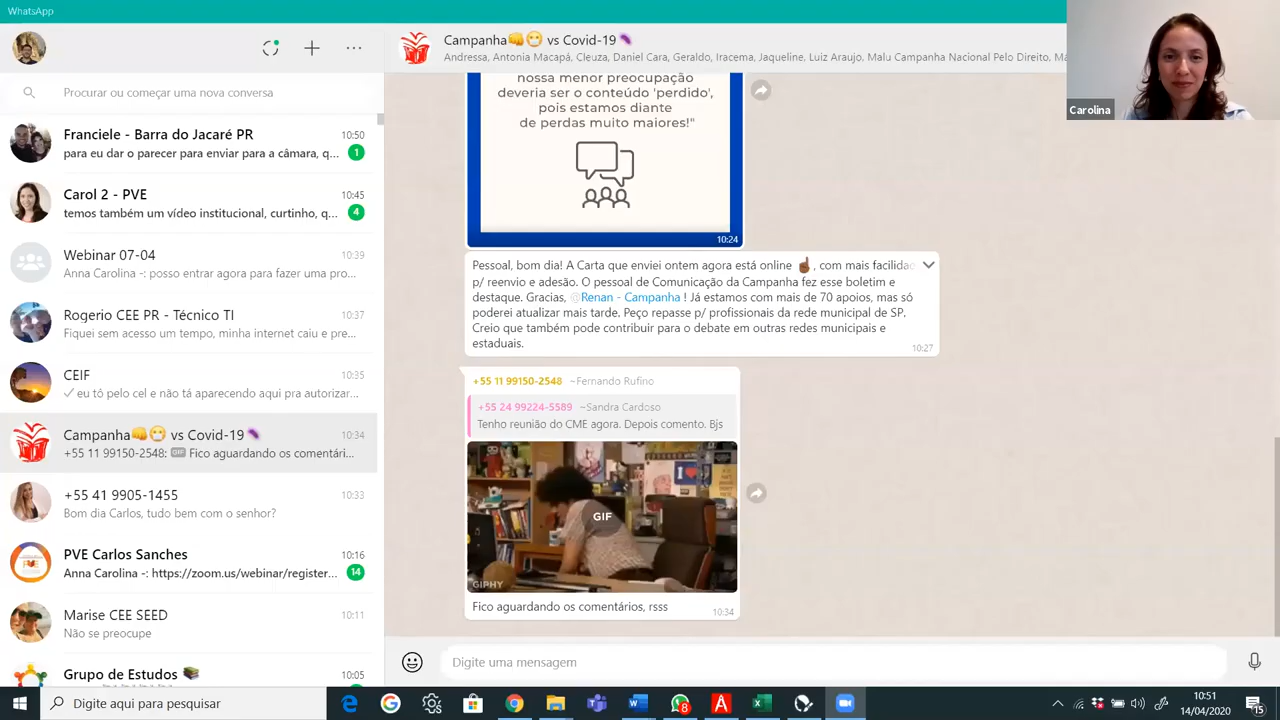 WhatsApp
Procurar ou começar uma nova conversa
Franciele - Barra do Jacaré PR 10:50
para eu dar o parecer para enviar para a câmara, q... 1
Carol 2 - PVE 10:45
temos também um vídeo institucional, curtinho, q... 4
Webinar 07-04 10:39
Anna Carolina -: posso entrar agora para fazer uma pro...
Rogerio CEE PR - Técnico TI 10:37
Fiquei sem acesso um tempo, minha internet caiu e pre...
CEIF 10:35
✓ eu tô pelo cel e não tá aparecendo aqui pra autorizar...
Campanha👊😷 vs Covid-19🦠 10:34
+55 11 99150-2548: GIF Fico aguardando os comentári...
+55 41 9905-1455 10:33
Bom dia Carlos, tudo bem com o senhor?
PVE Carlos Sanches 10:16
Anna Carolina -: https://zoom.us/webinar/register... 14
Marise CEE SEED 10:11
Não se preocupe
Grupo de Estudos 📚 10:05
Campanha👊😷 vs Covid-19🦠
Andressa, Antonia Macapá, Cleuza, Daniel Cara, Geraldo, Iracema, Jaqueline, Luiz Araujo, Malu Campanha Nacional Pelo Direito,
Carolina
nossa menor preocupação
deveria ser o conteúdo 'perdido',
pois estamos diante
de perdas muito maiores!"
10:24
Pessoal, bom dia! A Carta que enviei ontem agora está online ☝🏾, com mais facilidae
p/ reenvio e adesão. O pessoal de Comunicação da Campanha fez esse boletim e
destaque. Gracias, @Renan - Campanha ! Já estamos com mais de 70 apoios, mas só
poderei atualizar mais tarde. Peço repasse p/ profissionais da rede municipal de SP.
Creio que também pode contribuir para o debate em outras redes municipais e
estaduais.
10:27
+55 11 99150-2548 ~Fernando Rufino
+55 24 99224-5589 ~Sandra Cardoso
Tenho reunião do CME agora. Depois comento. Bjs
GIF
GIPHY
Fico aguardando os comentários, rsss
10:34
Digite uma mensagem
Digite aqui para pesquisar
8
10:51
14/04/2020
15